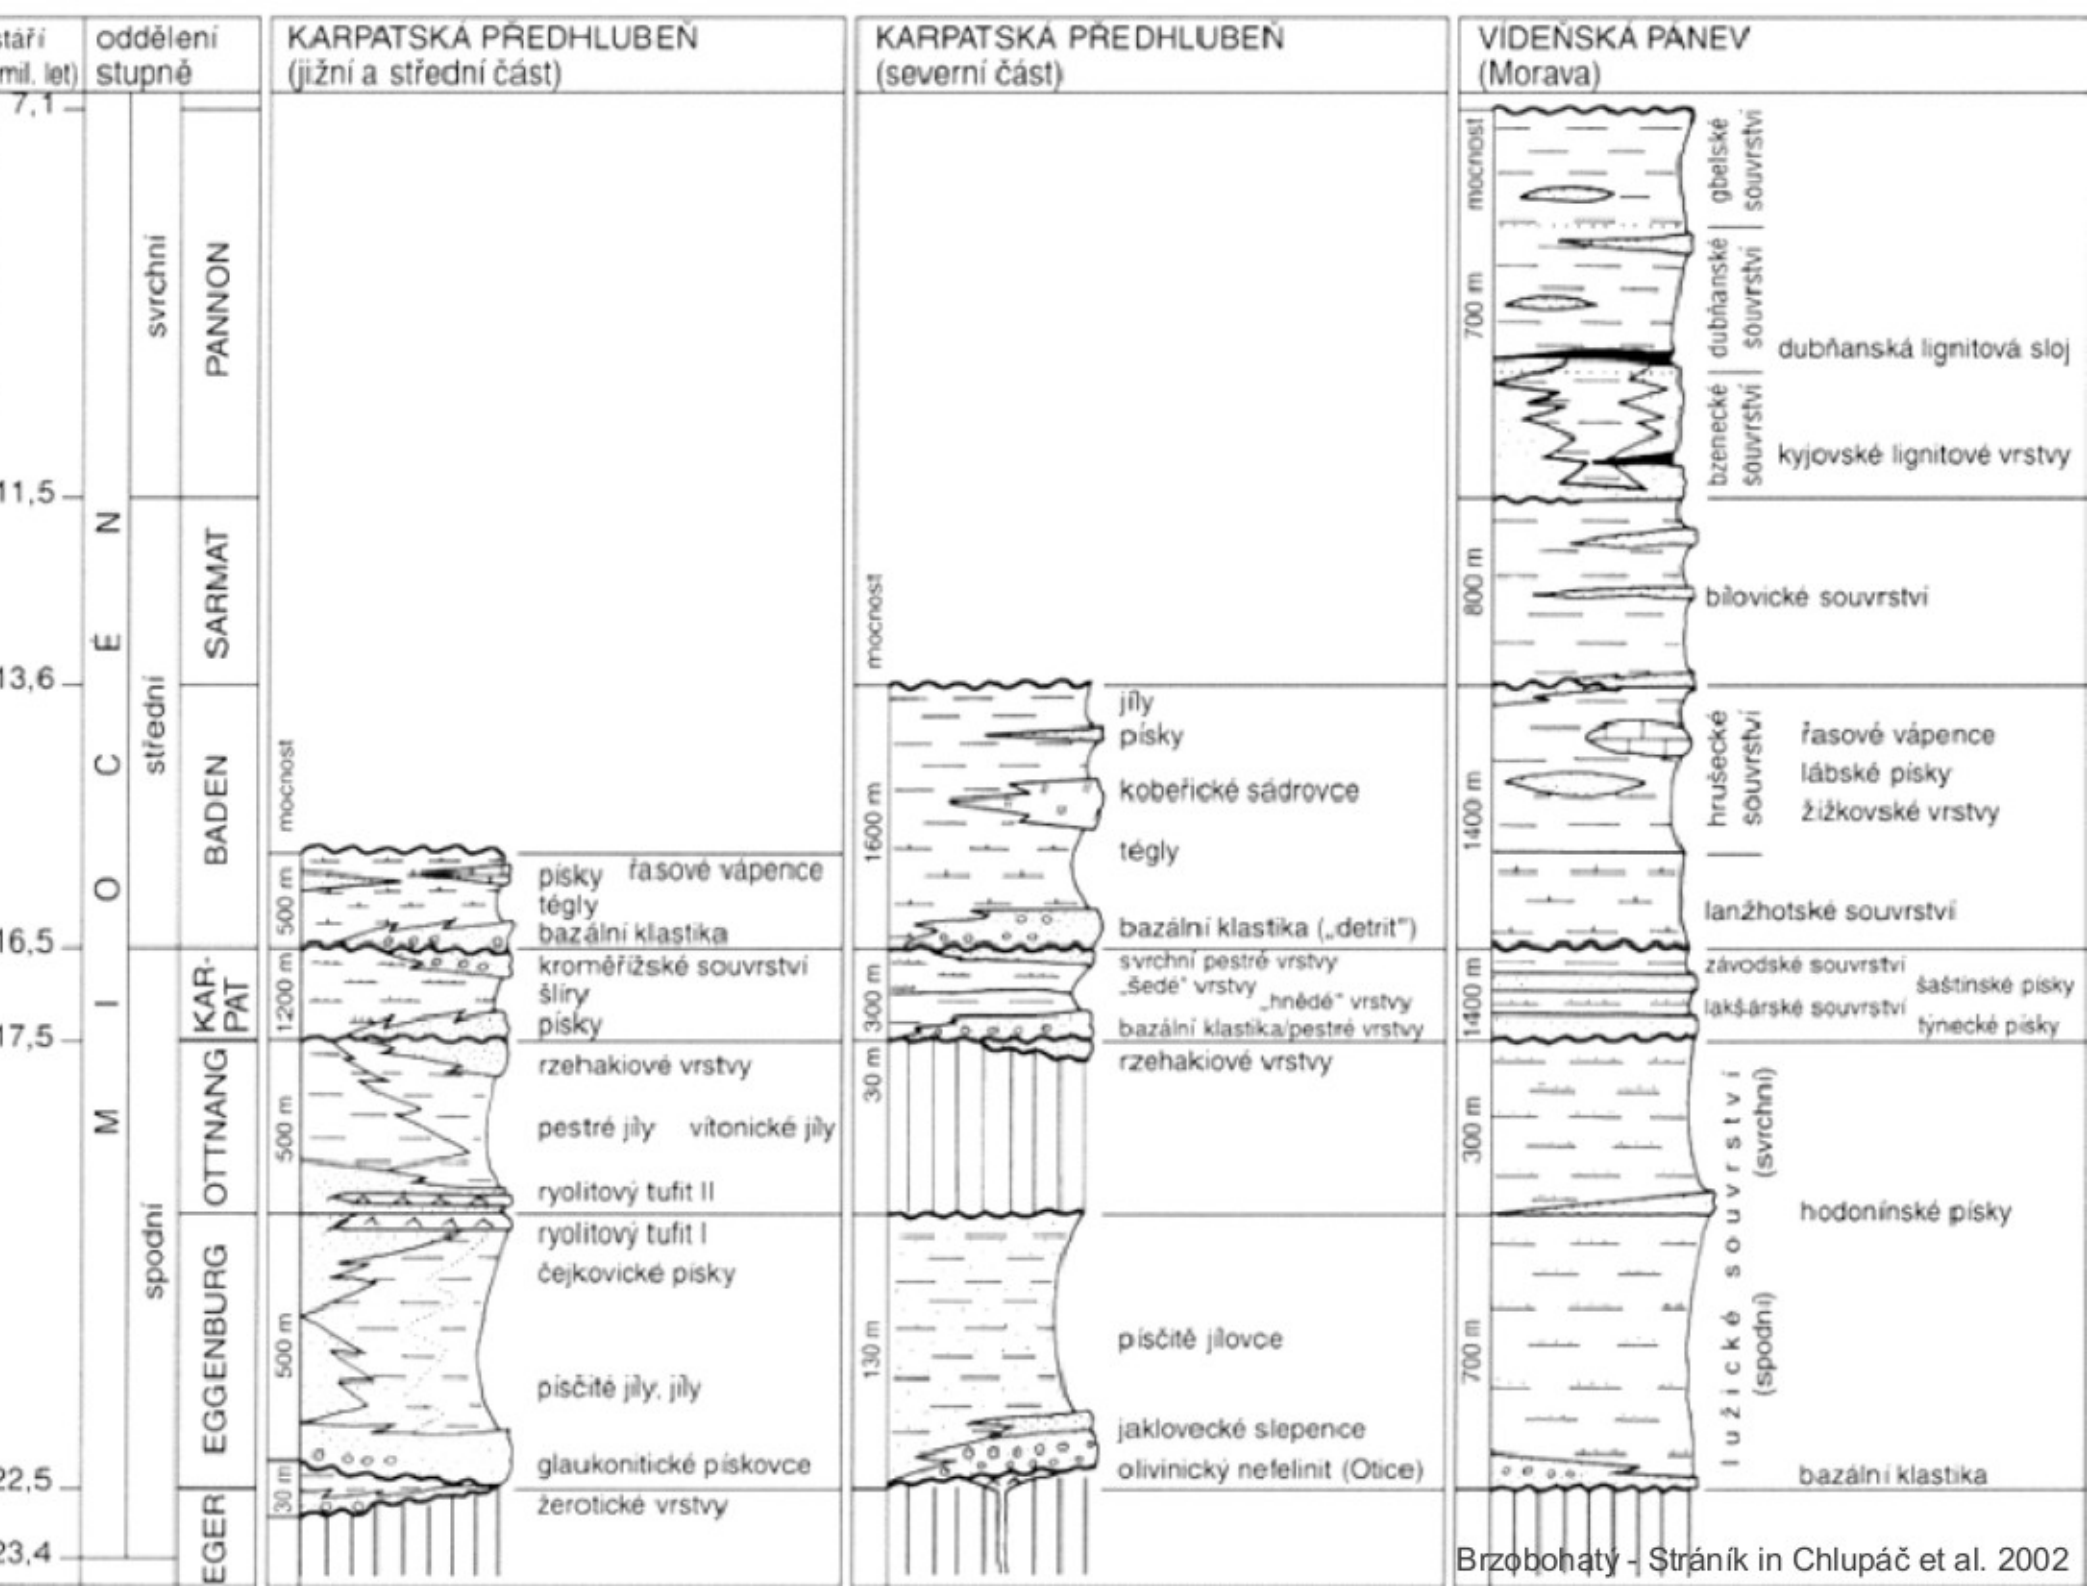 stáří
(mil. let)
oddělení
stupně
KARPATSKÁ PŘEDHLUBEŇ
(jižní a střední část)
KARPATSKÁ PŘEDHLUBEŇ
(severní část)
VÍDEŇSKÁ PÁNEV
(Morava)
7,1
11,5
13,6
16,5
17,5
22,5
23,4
MIOCÉN
svrchní
střední
spodní
PANNON
SARMAT
BADEN
KAR-
PAT
OTTNANG
EGGENBURG
EGER
mocnost
500 m
1200 m
500 m
500 m
30 m
písky
řasové vápence
tégly
bazální klastika
kroměřížské souvrství
šlíry
písky
rzehakiové vrstvy
pestré jíly
vítonické jíly
ryolitový tufit II
ryolitový tufit I
čejkovické písky
písčité jíly, jíly
glaukonitické pískovce
žerotické vrstvy
mocnost
1600 m
300 m
30 m
130 m
jíly
písky
kobeřické sádrovce
tégly
bazální klastika („detrit")
svrchní pestré vrstvy
„šedé" vrstvy
„hnědé" vrstvy
bazální klastika/pestré vrstvy
rzehakiové vrstvy
písčité jílovce
jaklovecké slepence
olivinický nefelinit (Otice)
mocnost
700 m
800 m
1400 m
1400 m
300 m
700 m
gbelské
souvrství
dubňanské
souvrství
dubňanská lignitová sloj
bzenecké
souvrství
kyjovské lignitové vrstvy
bílovické souvrství
hrušecké
souvrství
řasové vápence
lábské písky
žižkovské vrstvy
lanžhotské souvrství
závodské souvrství
šaštínské písky
lakšárské souvrství
týnecké písky
lužické souvrství
(svrchní)
(spodní)
hodonínské písky
bazální klastika
Brzobohatý - Stráník in Chlupáč et al. 2002